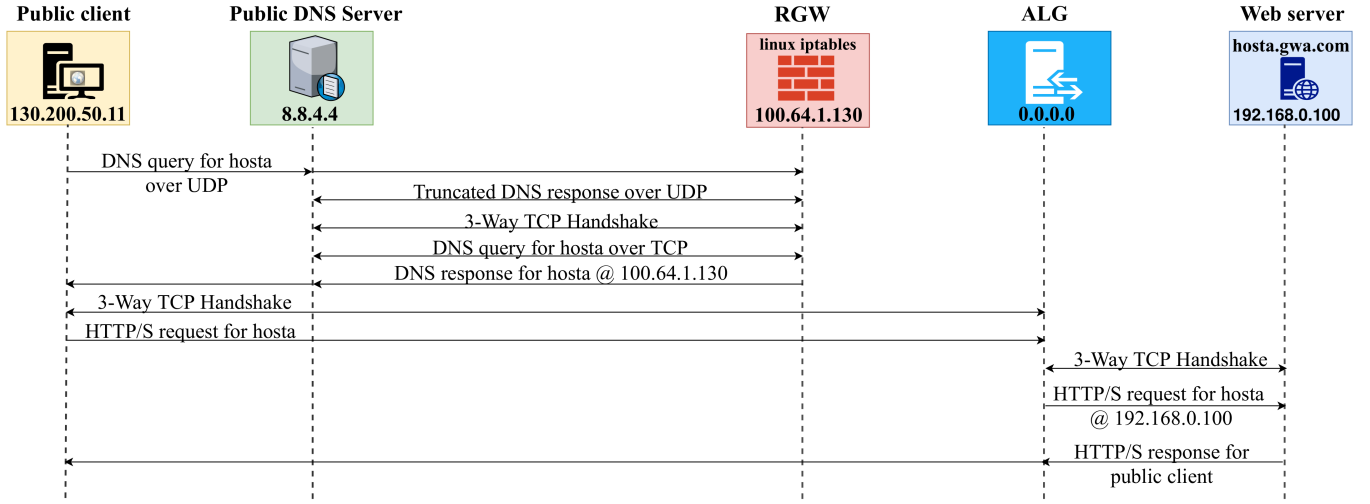 Public client
Public DNS Server
RGW
ALG
Web server
linux iptables
hosta.gwa.com
130.200.50.11
8.8.4.4
100.64.1.130
0.0.0.0
192.168.0.100
DNS query for hosta
over UDP
Truncated DNS response over UDP
3-Way TCP Handshake
DNS query for hosta over TCP
DNS response for hosta @ 100.64.1.130
3-Way TCP Handshake
HTTP/S request for hosta
3-Way TCP Handshake
HTTP/S request for hosta
@ 192.168.0.100
HTTP/S response for
public client